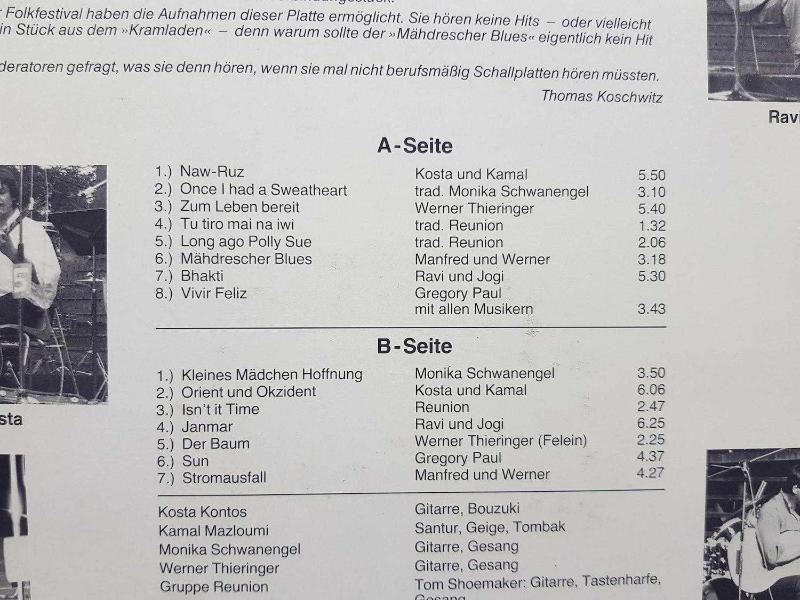 r Folkfestival haben die Aufnahmen dieser Platte ermöglicht. Sie hören keine Hits – oder vielleicht
in Stück aus dem »Kramladen« – denn warum sollte der »Mähdrescher Blues« eigentlich kein Hit
deratoren gefragt, was sie denn hören, wenn sie mal nicht berufsmäßig Schallplatten hören müssten.
Thomas Koschwitz
Ravi
A-Seite
1.) Naw-Ruz Kosta und Kamal 5.50
2.) Once I had a Sweatheart trad. Monika Schwanengel 3.10
3.) Zum Leben bereit Werner Thieringer 5.40
4.) Tu tiro mai na iwi trad. Reunion 1.32
5.) Long ago Polly Sue trad. Reunion 2.06
6.) Mähdrescher Blues Manfred und Werner 3.18
7.) Bhakti Ravi und Jogi 5.30
8.) Vivir Feliz Gregory Paul
mit allen Musikern 3.43
B-Seite
1.) Kleines Mädchen Hoffnung Monika Schwanengel 3.50
2.) Orient und Okzident Kosta und Kamal 6.06
3.) Isn't it Time Reunion 2.47
4.) Janmar Ravi und Jogi 6.25
5.) Der Baum Werner Thieringer (Felein) 2.25
6.) Sun Gregory Paul 4.37
7.) Stromausfall Manfred und Werner 4.27
sta
Kosta Kontos Gitarre, Bouzuki
Kamal Mazloumi Santur, Geige, Tombak
Monika Schwanengel Gitarre, Gesang
Werner Thieringer Gitarre, Gesang
Gruppe Reunion Tom Shoemaker: Gitarre, Tastenharfe,
Gesang